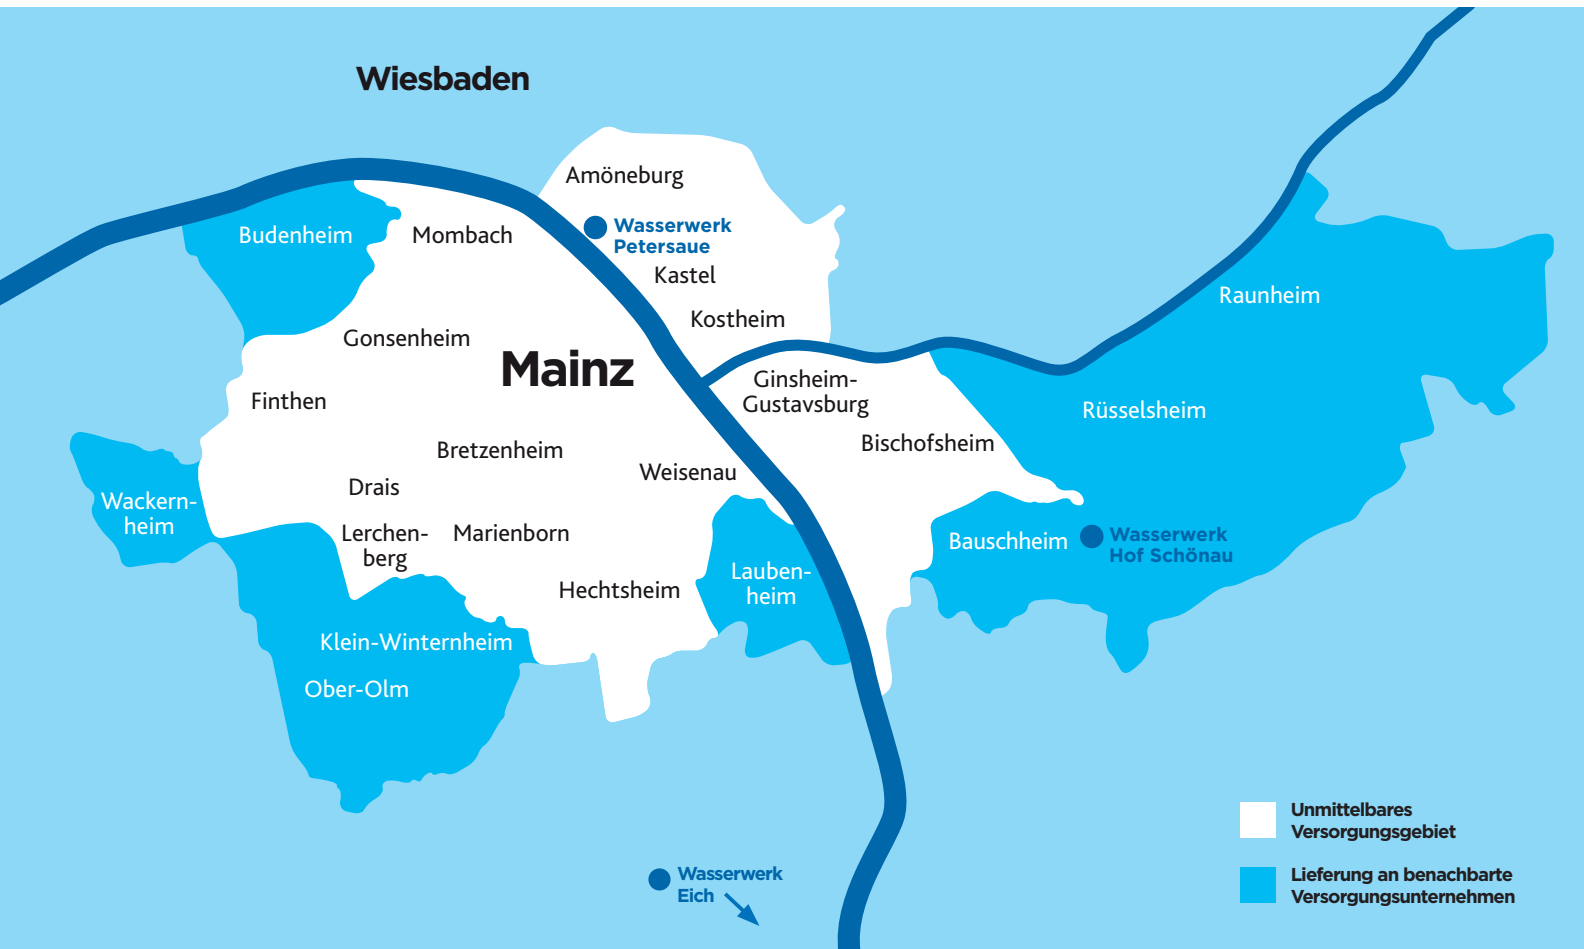 Wiesbaden
Amöneburg
Wasserwerk
Petersaue
Budenheim
Mombach
Kastel
Raunheim
Kostheim
Gonsenheim
Mainz
Ginsheim-
Gustavsburg
Finthen
Rüsselsheim
Bischofsheim
Bretzenheim
Weisenau
Drais
Wackern-
heim
Lerchen-
berg
Marienborn
Bauschheim
Wasserwerk
Hof Schönau
Lauben-
heim
Hechtsheim
Klein-Winternheim
Ober-Olm
Unmittelbares
Versorgungsgebiet
Wasserwerk
Eich
Lieferung an benachbarte
Versorgungsunternehmen